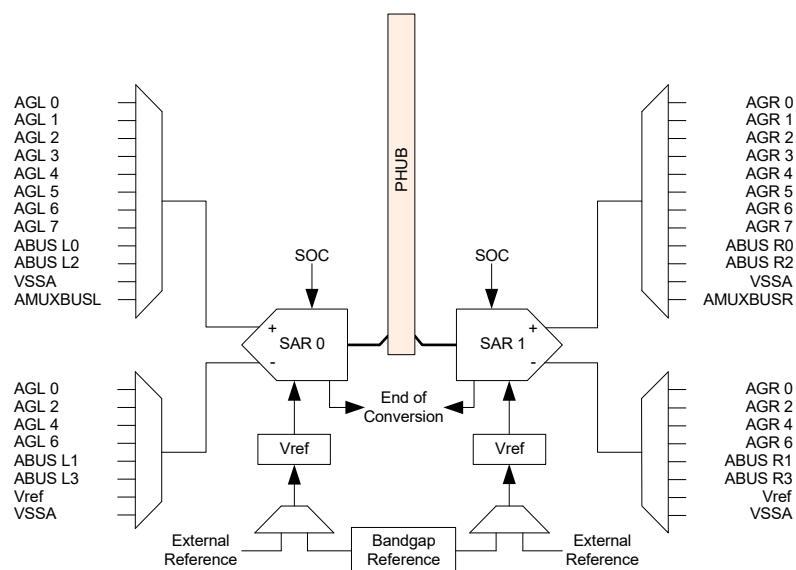 PHUB
AGL 0
AGL 1
AGL 2
AGL 3
AGL 4
AGL 5
AGL 6
AGL 7
ABUS L0
ABUS L2
VSSA
AMUXBUSL
AGR 0
AGR 1
AGR 2
AGR 3
AGR 4
AGR 5
AGR 6
AGR 7
ABUS R0
ABUS R2
VSSA
AMUXBUSR
SOC
SOC
+
SAR 0
-
+
SAR 1
-
AGL 0
AGL 2
AGL 4
AGL 6
ABUS L1
ABUS L3
Vref
VSSA
End of
Conversion
Vref
Vref
AGR 0
AGR 2
AGR 4
AGR 6
ABUS R1
ABUS R3
Vref
VSSA
External
Reference
Bandgap
Reference
External
Reference